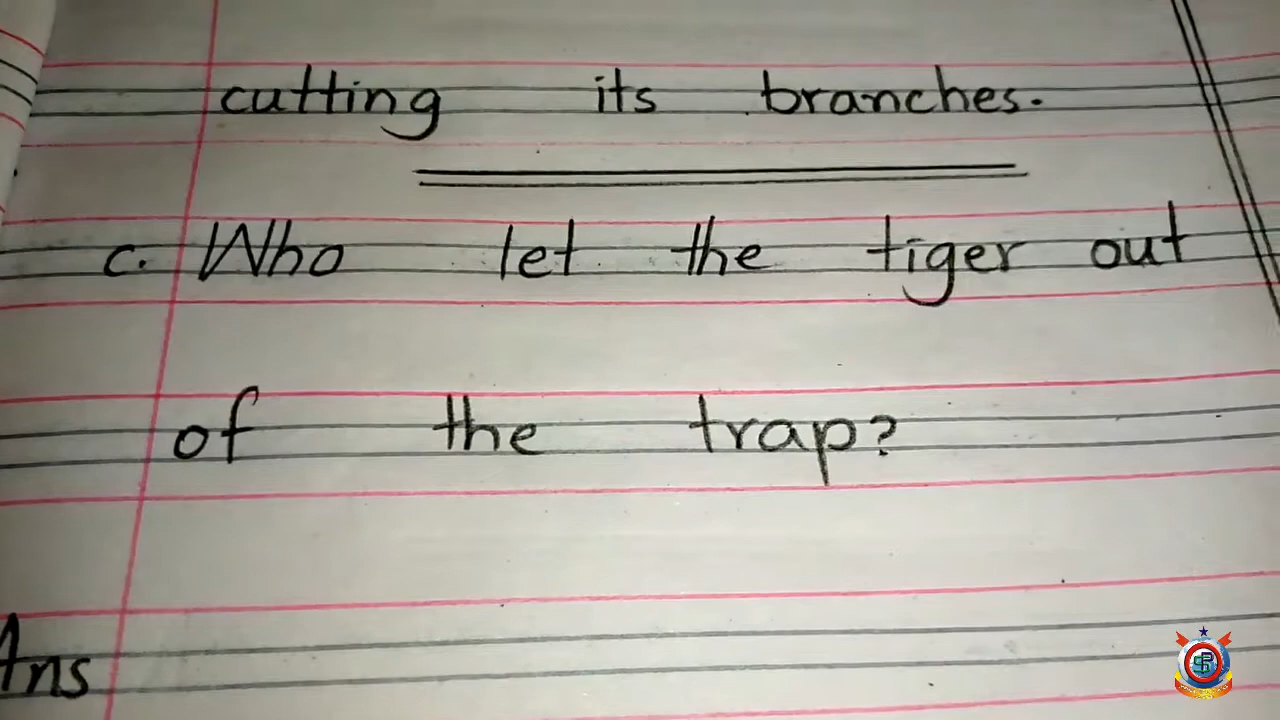 cutting its branches.
c. Who let the tiger out
of the trap?
Ans